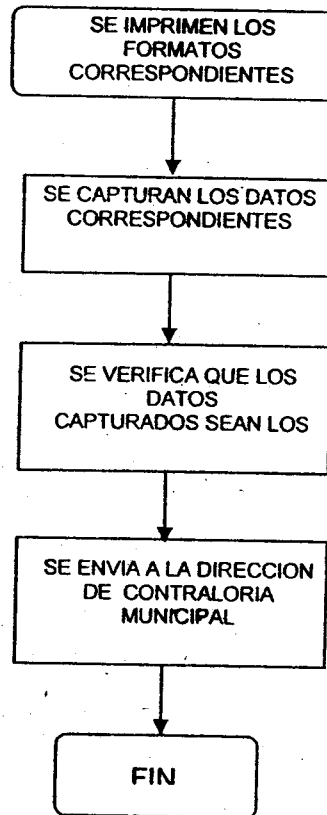 SE IMPRIMEN LOS
FORMATOS
CORRESPONDIENTES
SE CAPTURAN LOS DATOS
CORRESPONDIENTES
SE VERIFICA QUE LOS
DATOS
CAPTURADOS SEAN LOS
SE ENVIA A LA DIRECCION
DE CONTRALORIA
MUNICIPAL
FIN